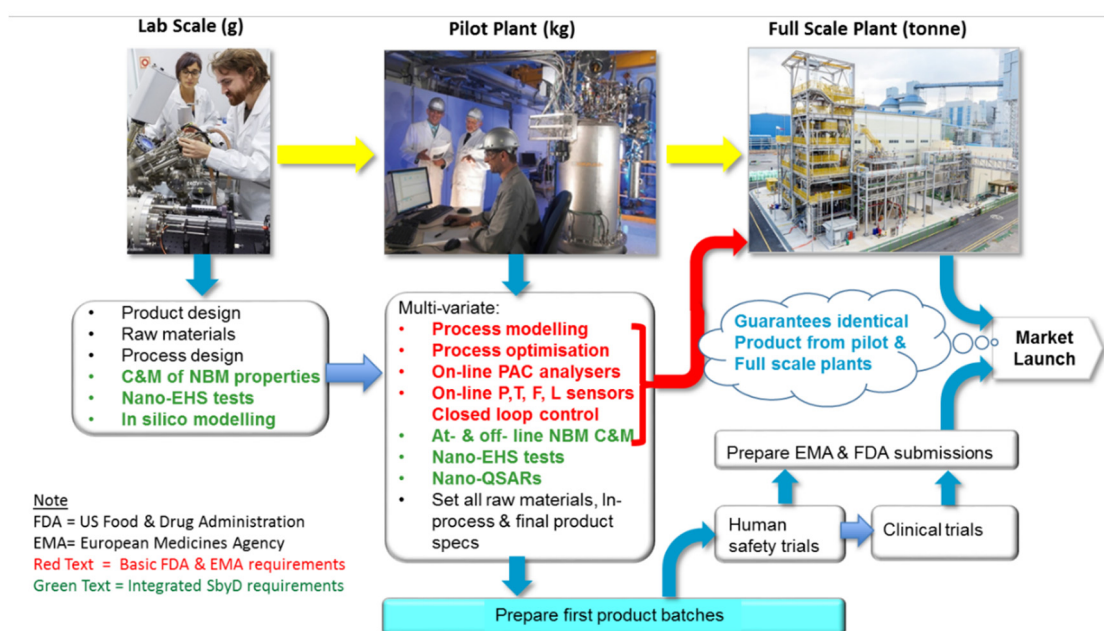 Lab Scale (g)
Pilot Plant (kg)
Full Scale Plant (tonne)
• Product design
• Raw materials
• Process design
• C&M of NBM properties
• Nano-EHS tests
• In silico modelling
Multi-variate:
• Process modelling
• Process optimisation
• On-line PAC analysers
• On-line P,T, F, L sensors
Closed loop control
• At- & off- line NBM C&M
• Nano-EHS tests
• Nano-QSARs
• Set all raw materials, In-
process & final product
specs
Guarantees identical
Product from pilot &
Full scale plants
Market
Launch
Prepare EMA & FDA submissions
Human
safety trials
Clinical trials
Prepare first product batches
Note
FDA = US Food & Drug Administration
EMA= European Medicines Agency
Red Text = Basic FDA & EMA requirements
Green Text = Integrated SbyD requirements